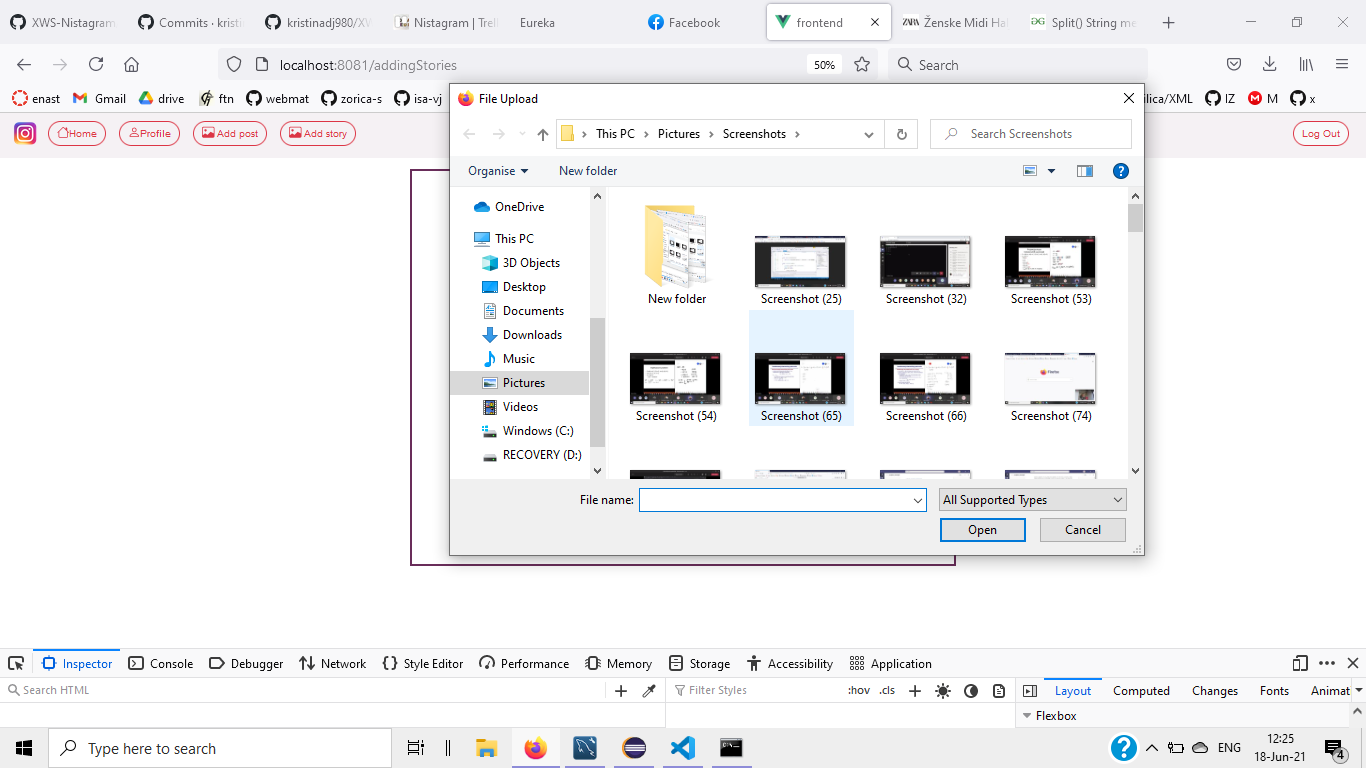 XWS-Nistagram
Commits · kristi
kristinadj980/XW
Nistagram | Trell
Eureka
Facebook
frontend
ZARA
Ženske Midi Hal
Split() String me
localhost:8081/addingStories
50%
Search
enast
Gmail
drive
ftn
webmat
zorica-s
isa-vj
ilica/XML
IZ
M
x
File Upload
Home
Profile
Add post
Add story
Log Out
This PC
Pictures
Screenshots
Search Screenshots
Organise
New folder
OneDrive
This PC
3D Objects
Desktop
Documents
Downloads
Music
Pictures
Videos
Windows (C:)
RECOVERY (D:)
New folder
Screenshot (25)
Screenshot (32)
Screenshot (53)
Screenshot (54)
Screenshot (65)
Screenshot (66)
Screenshot (74)
File name:
All Supported Types
Open
Cancel
Inspector
Console
Debugger
Network
Style Editor
Performance
Memory
Storage
Accessibility
Application
Search HTML
Filter Styles
:hov
.cls
Layout
Computed
Changes
Fonts
Animat
Flexbox
Type here to search
ENG
12:25
18-Jun-21
4